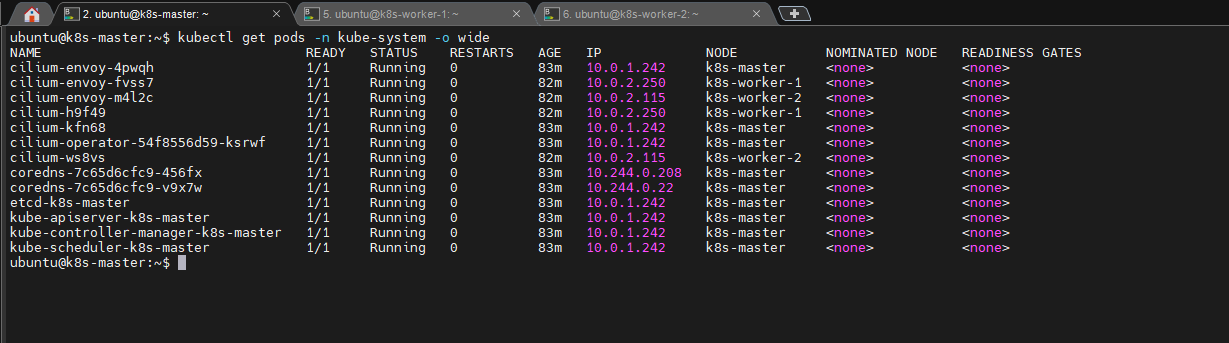 2. ubuntu@k8s-master: ~
5. ubuntu@k8s-worker-1: ~
6. ubuntu@k8s-worker-2: ~
ubuntu@k8s-master:~$ kubectl get pods -n kube-system -o wide
NAME READY STATUS RESTARTS AGE IP NODE NOMINATED NODE READINESS GATES
cilium-envoy-4pwqh 1/1 Running 0 83m 10.0.1.242 k8s-master <none> <none>
cilium-envoy-fvss7 1/1 Running 0 82m 10.0.2.250 k8s-worker-1 <none> <none>
cilium-envoy-m4l2c 1/1 Running 0 82m 10.0.2.115 k8s-worker-2 <none> <none>
cilium-h9f49 1/1 Running 0 82m 10.0.2.250 k8s-worker-1 <none> <none>
cilium-kfn68 1/1 Running 0 83m 10.0.1.242 k8s-master <none> <none>
cilium-operator-54f8556d59-ksrwf 1/1 Running 0 83m 10.0.1.242 k8s-master <none> <none>
cilium-ws8vs 1/1 Running 0 82m 10.0.2.115 k8s-worker-2 <none> <none>
coredns-7c65d6cfc9-456fx 1/1 Running 0 83m 10.244.0.208 k8s-master <none> <none>
coredns-7c65d6cfc9-v9x7w 1/1 Running 0 83m 10.244.0.22 k8s-master <none> <none>
etcd-k8s-master 1/1 Running 0 83m 10.0.1.242 k8s-master <none> <none>
kube-apiserver-k8s-master 1/1 Running 0 83m 10.0.1.242 k8s-master <none> <none>
kube-controller-manager-k8s-master 1/1 Running 0 83m 10.0.1.242 k8s-master <none> <none>
kube-scheduler-k8s-master 1/1 Running 0 83m 10.0.1.242 k8s-master <none> <none>
ubuntu@k8s-master:~$